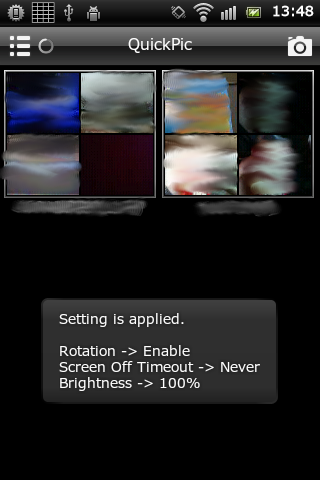 13:48
QuickPic
Setting is applied.
Rotation -> Enable
Screen Off Timeout -> Never
Brightness -> 100%